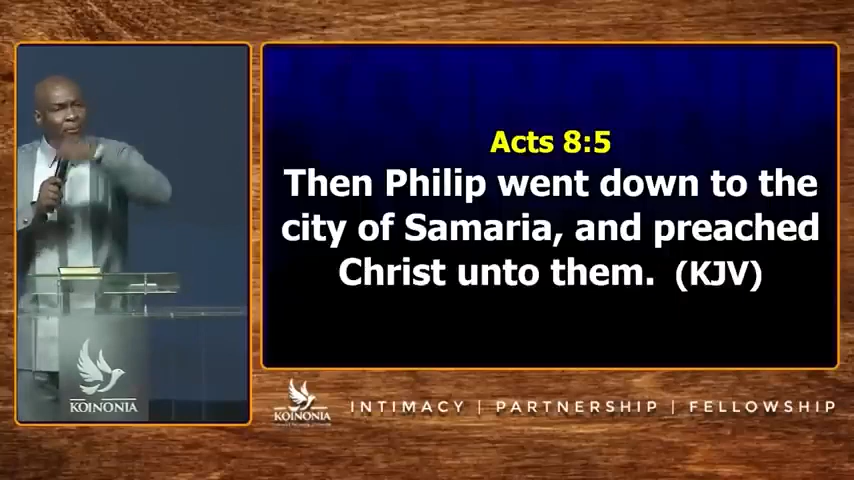 Acts 8:5
Then Philip went down to the
city of Samaria, and preached
Christ unto them. (KJV)
KOINONIA
KOINONIA
INTIMACY | PARTNERSHIP | FELLOWSHIP